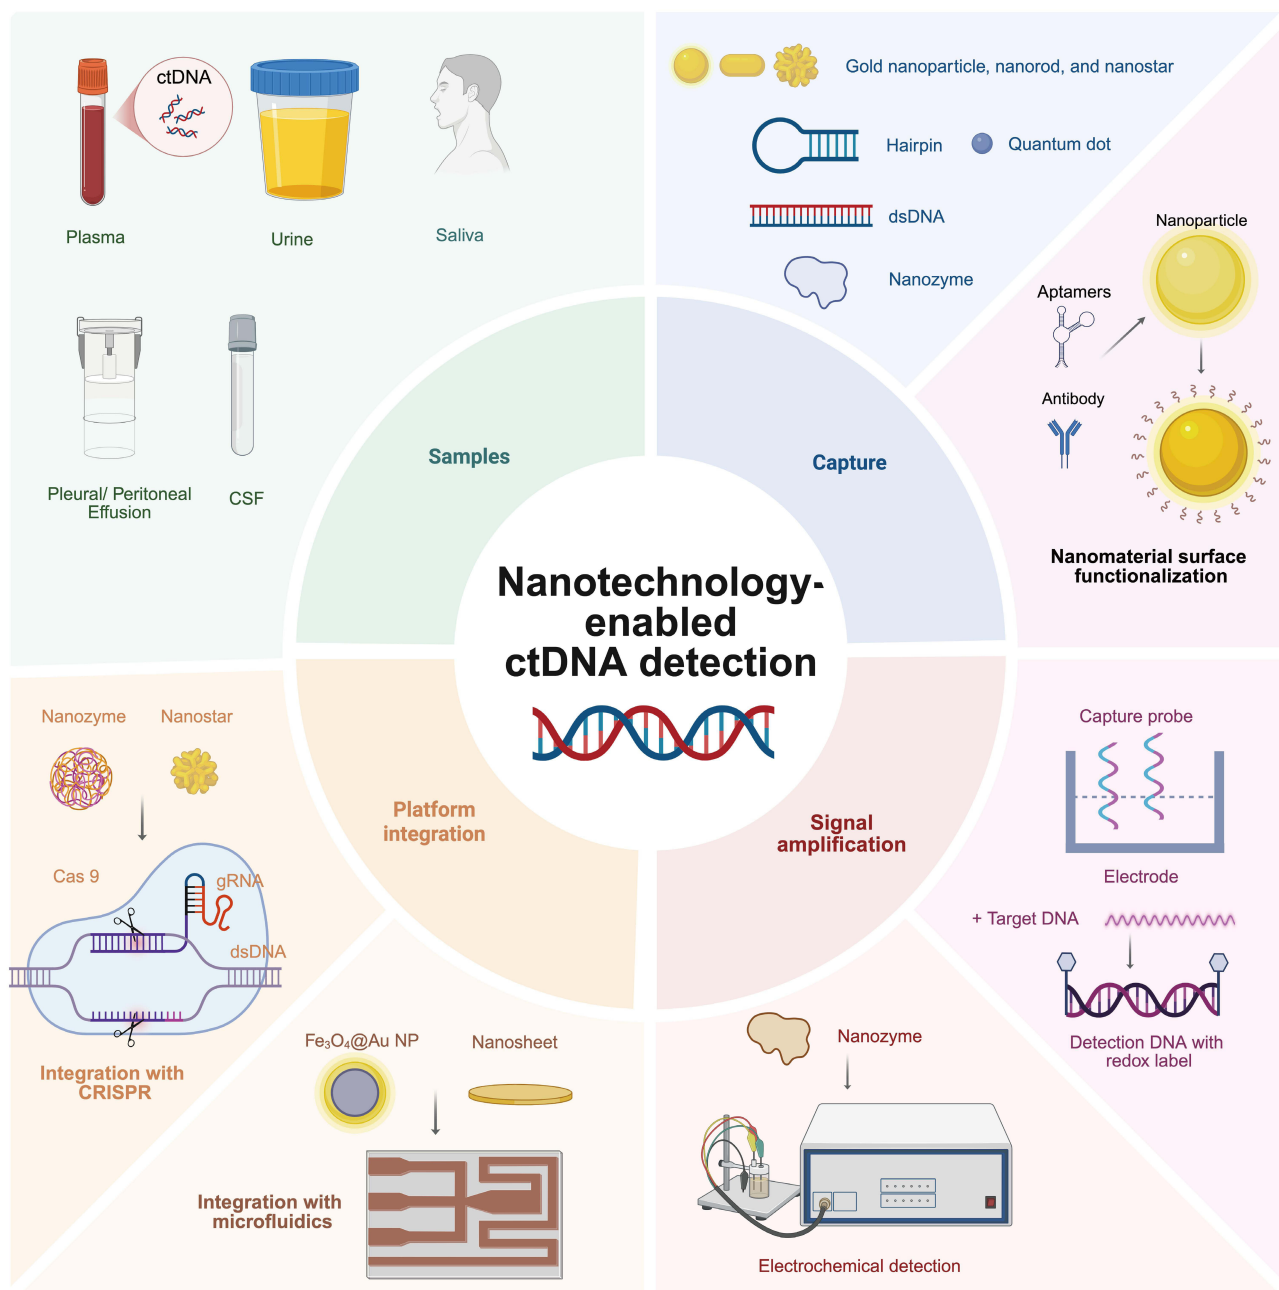 ctDNA
Plasma
Urine
Saliva
Pleural/ Peritoneal
Effusion
CSF
Samples
Gold nanoparticle, nanorod, and nanostar
Hairpin
Quantum dot
dsDNA
Nanozyme
Capture
Nanoparticle
Aptamers
Antibody
Nanomaterial surface
functionalization
Nanotechnology-
enabled
ctDNA detection
Platform
integration
Signal
amplification
Nanozyme
Nanostar
Cas 9
gRNA
dsDNA
Integration with
CRISPR
Fe₃O₄@Au NP
Nanosheet
Integration with
microfluidics
Capture probe
Electrode
+ Target DNA
Detection DNA with
redox label
Nanozyme
Electrochemical detection